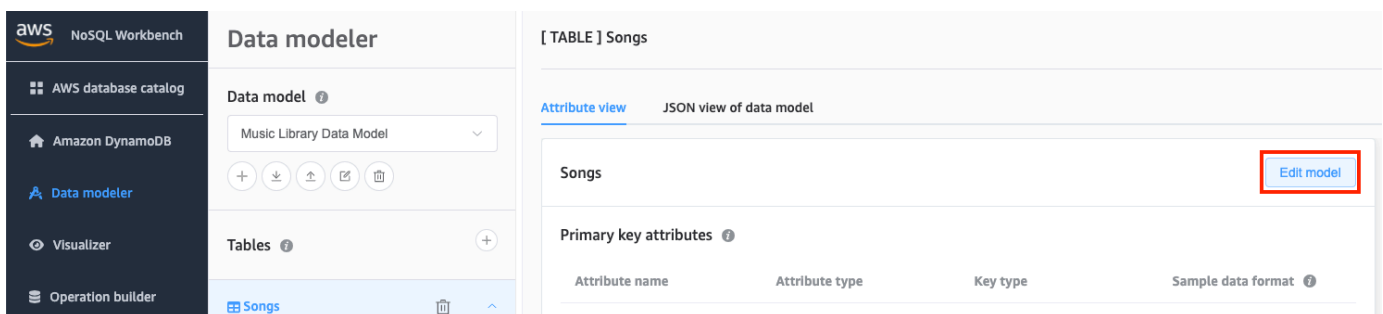 aws NoSQL Workbench
AWS database catalog
Amazon DynamoDB
Data modeler
Visualizer
Operation builder
Data modeler
Data model
Music Library Data Model
Tables
Songs
[ TABLE ] Songs
Attribute view JSON view of data model
Songs Edit model
Primary key attributes
Attribute name Attribute type Key type Sample data format